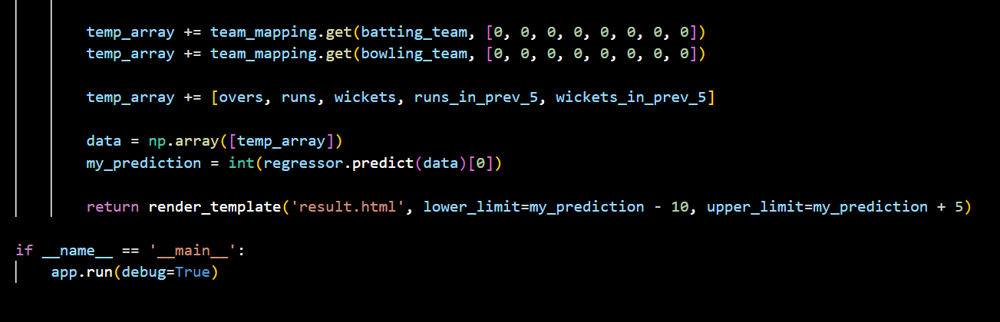 temp_array += team_mapping.get(batting_team, [0, 0, 0, 0, 0, 0, 0, 0])
temp_array += team_mapping.get(bowling_team, [0, 0, 0, 0, 0, 0, 0, 0])
temp_array += [overs, runs, wickets, runs_in_prev_5, wickets_in_prev_5]
data = np.array([temp_array])
my_prediction = int(regressor.predict(data)[0])
return render_template('result.html', lower_limit=my_prediction - 10, upper_limit=my_prediction + 5)
if __name__ == '__main__':
app.run(debug=True)